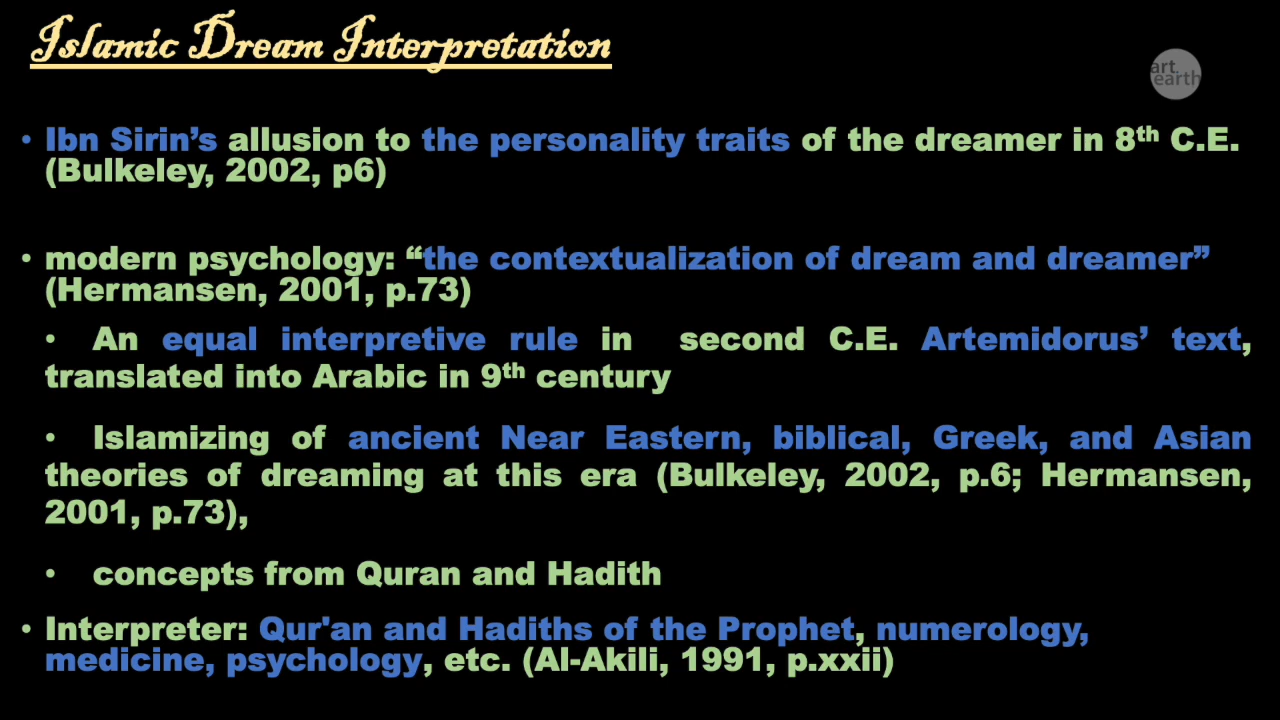 Islamic Dream Interpretation
art
earth
• Ibn Sirin’s allusion to the personality traits of the dreamer in 8th C.E.
(Bulkeley, 2002, p6)
• modern psychology: “the contextualization of dream and dreamer”
(Hermansen, 2001, p.73)
• An equal interpretive rule in second C.E. Artemidorus’ text,
translated into Arabic in 9th century
• Islamizing of ancient Near Eastern, biblical, Greek, and Asian
theories of dreaming at this era (Bulkeley, 2002, p.6; Hermansen,
2001, p.73),
• concepts from Quran and Hadith
• Interpreter: Qur'an and Hadiths of the Prophet, numerology,
medicine, psychology, etc. (Al-Akili, 1991, p.xxii)